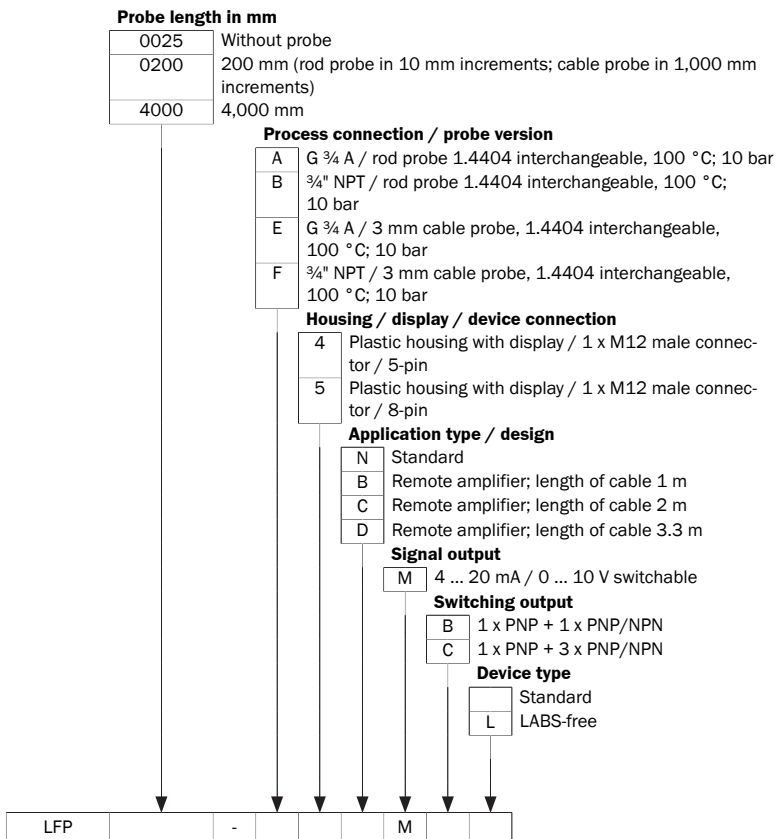 Probe length in mm
0025 Without probe
0200 200 mm (rod probe in 10 mm increments; cable probe in 1,000 mm
increments)
4000 4,000 mm
Process connection / probe version
A G ¾ A / rod probe 1.4404 interchangeable, 100 °C; 10 bar
B ¾" NPT / rod probe 1.4404 interchangeable, 100 °C;
10 bar
E G ¾ A / 3 mm cable probe, 1.4404 interchangeable,
100 °C; 10 bar
F ¾" NPT / 3 mm cable probe, 1.4404 interchangeable,
100 °C; 10 bar
Housing / display / device connection
4 Plastic housing with display / 1 x M12 male connec-
tor / 5-pin
5 Plastic housing with display / 1 x M12 male connec-
tor / 8-pin
Application type / design
N Standard
B Remote amplifier; length of cable 1 m
C Remote amplifier; length of cable 2 m
D Remote amplifier; length of cable 3.3 m
Signal output
M 4 ... 20 mA / 0 ... 10 V switchable
Switching output
B 1 x PNP + 1 x PNP/NPN
C 1 x PNP + 3 x PNP/NPN
Device type
Standard
L LABS-free
LFP - M